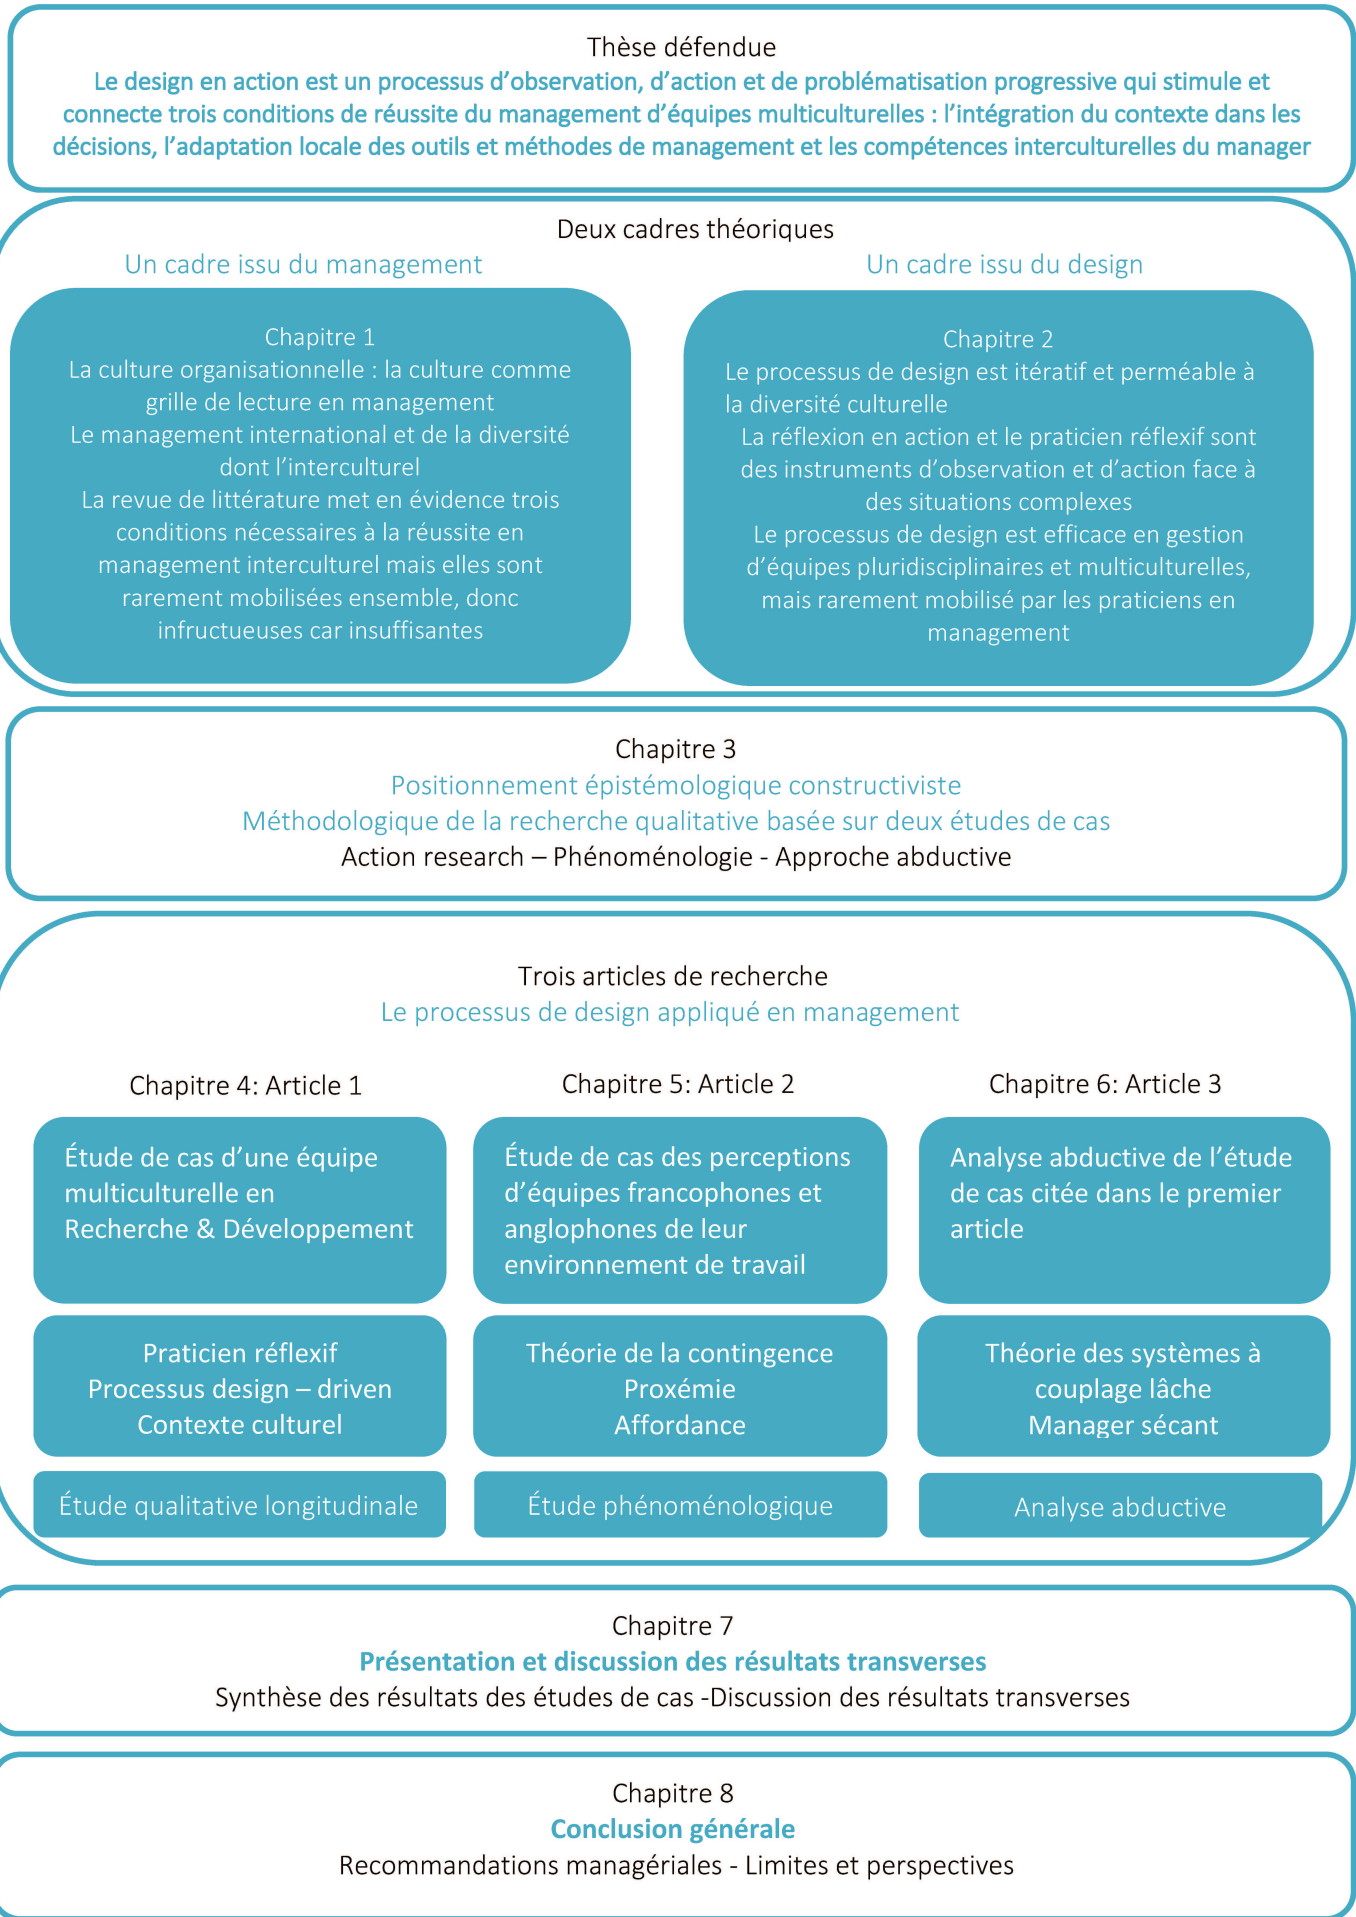 Thèse défendue
Le design en action est un processus d’observation, d’action et de problématisation progressive qui stimule et
connecte trois conditions de réussite du management d’équipes multiculturelles : l’intégration du contexte dans les
décisions, l’adaptation locale des outils et méthodes de management et les compétences interculturelles du manager
Deux cadres théoriques
Un cadre issu du management
Chapitre 1
La culture organisationnelle : la culture comme
grille de lecture en management
Le management international et de la diversité
dont l’interculturel
La revue de littérature met en évidence trois
conditions nécessaires à la réussite en
management interculturel mais elles sont
rarement mobilisées ensemble, donc
infructueuses car insuffisantes
Un cadre issu du design
Chapitre 2
Le processus de design est itératif et perméable à
la diversité culturelle
La réflexion en action et le praticien réflexif sont
des instruments d’observation et d’action face à
des situations complexes
Le processus de design est efficace en gestion
d’équipes pluridisciplinaires et multiculturelles,
mais rarement mobilisé par les praticiens en
management
Chapitre 3
Positionnement épistémologique constructiviste
Méthodologique de la recherche qualitative basée sur deux études de cas
Action research – Phénoménologie - Approche abductive
Trois articles de recherche
Le processus de design appliqué en management
Chapitre 4: Article 1
Étude de cas d’une équipe
multiculturelle en
Recherche & Développement
Praticien réflexif
Processus design – driven
Contexte culturel
Étude qualitative longitudinale
Chapitre 5: Article 2
Étude de cas des perceptions
d’équipes francophones et
anglophones de leur
environnement de travail
Théorie de la contingence
Proxémie
Affordance
Étude phénoménologique
Chapitre 6: Article 3
Analyse abductive de l’étude
de cas citée dans le premier
article
Théorie des systèmes à
couplage lâche
Manager sécant
Analyse abductive
Chapitre 7
Présentation et discussion des résultats transverses
Synthèse des résultats des études de cas -Discussion des résultats transverses
Chapitre 8
Conclusion générale
Recommandations managériales - Limites et perspectives